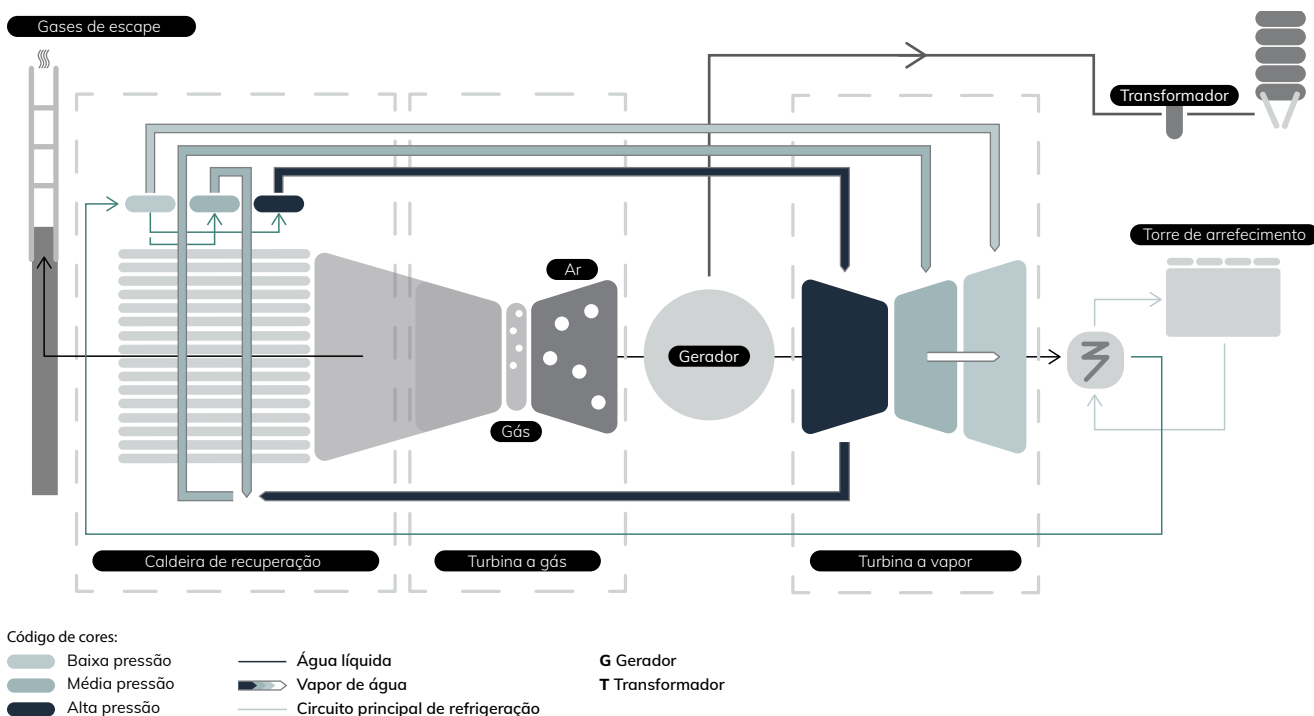 Gases de escape
Transformador
Torre de arrefecimento
Ar
Gerador
Gás
Caldeira de recuperação
Turbina a gás
Turbina a vapor
Código de cores:
Baixa pressão
Média pressão
Alta pressão
Água líquida
Vapor de água
Circuito principal de refrigeração
G Gerador
T Transformador